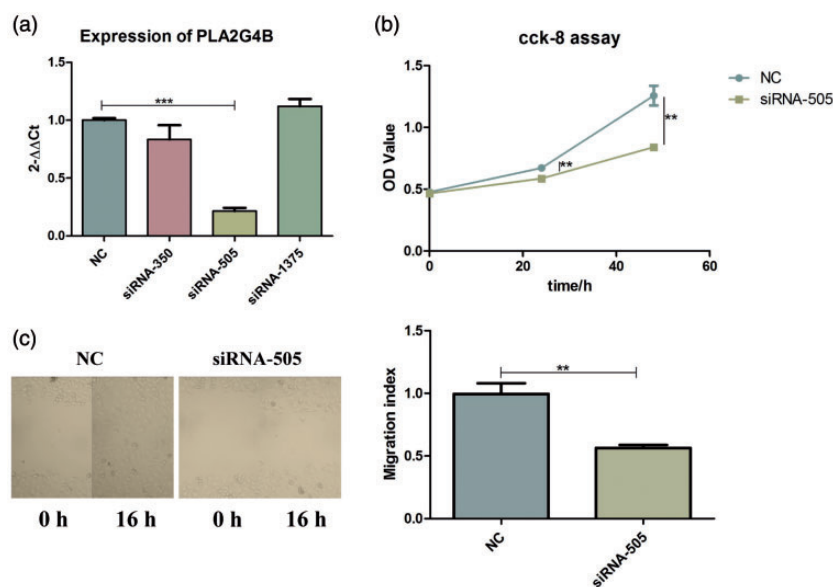 (a)
Expression of PLA2G4B
2-ΔΔCt
1.5
1.0
0.5
0.0
***
NC
siRNA-350
siRNA-505
siRNA-1375
(b)
cck-8 assay
OD Value
1.5
1.0
0.5
0.0
0
20
40
60
time/h
**
**
NC
siRNA-505
(c)
NC
siRNA-505
0 h
16 h
0 h
16 h
Migration index
1.5
1.0
0.5
0.0
**
NC
siRNA-505